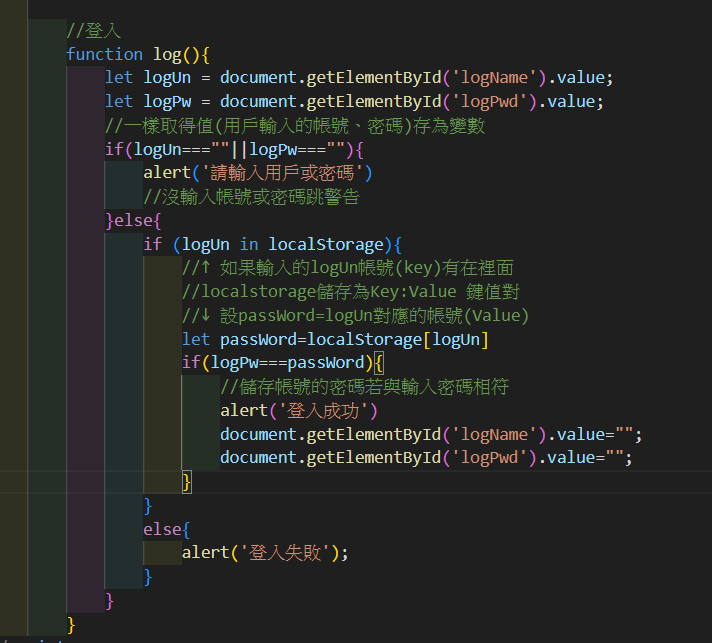 //登入
function log(){
let logUn = document.getElementById('logName').value;
let logPw = document.getElementById('logPwd').value;
//一樣取得值(用戶輸入的帳號、密碼)存為變數
if(logUn===""||logPw===""){
alert('請輸入用戶或密碼')
//沒輸入帳號或密碼跳警告
}else{
if (logUn in localStorage){
//↑ 如果輸入的logUn帳號(key)有在裡面
//localstorage儲存為Key:Value 鍵值對
//↓ 設passWord=logUn對應的帳號(Value)
let passWord=localStorage[logUn]
if(logPw===passWord){
//儲存帳號的密碼若與輸入密碼相符
alert('登入成功')
document.getElementById('logName').value="";
document.getElementById('logPwd').value="";
}
}
else{
alert('登入失敗');
}
}
}